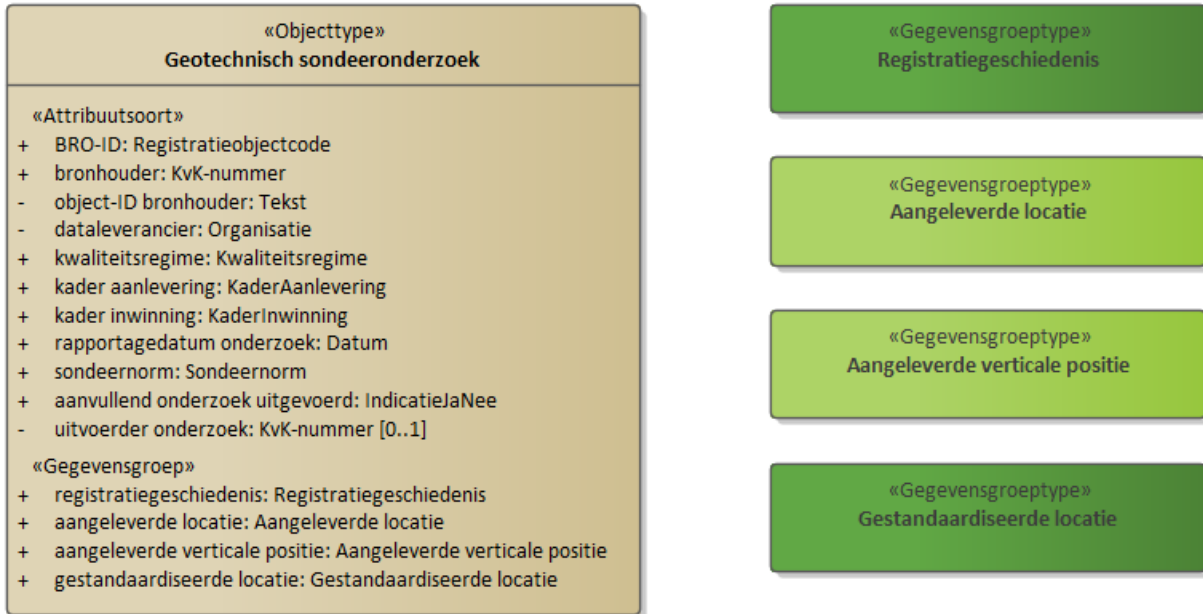 «Objecttype»
Geotechnisch sondeeronderzoek
«Attribuutsoort»
+ BRO-ID: Registratieobjectcode
+ bronhouder: KvK-nummer
- object-ID bronhouder: Tekst
- dataleverancier: Organisatie
+ kwaliteitsregime: Kwaliteitsregime
+ kader aanlevering: KaderAanlevering
+ kader inwinning: KaderInwinning
+ rapportagedatum onderzoek: Datum
+ sondeernorm: Sondeernorm
+ aanvullend onderzoek uitgevoerd: IndicatieJaNee
- uitvoerder onderzoek: KvK-nummer [0..1]
«Gegevensgroep»
+ registratiegeschiedenis: Registratiegeschiedenis
+ aangeleverde locatie: Aangeleverde locatie
+ aangeleverde verticale positie: Aangeleverde verticale positie
+ gestandaardiseerde locatie: Gestandaardiseerde locatie
«Gegevensgroeptype»
Registratiegeschiedenis
«Gegevensgroeptype»
Aangeleverde locatie
«Gegevensgroeptype»
Aangeleverde verticale positie
«Gegevensgroeptype»
Gestandaardiseerde locatie